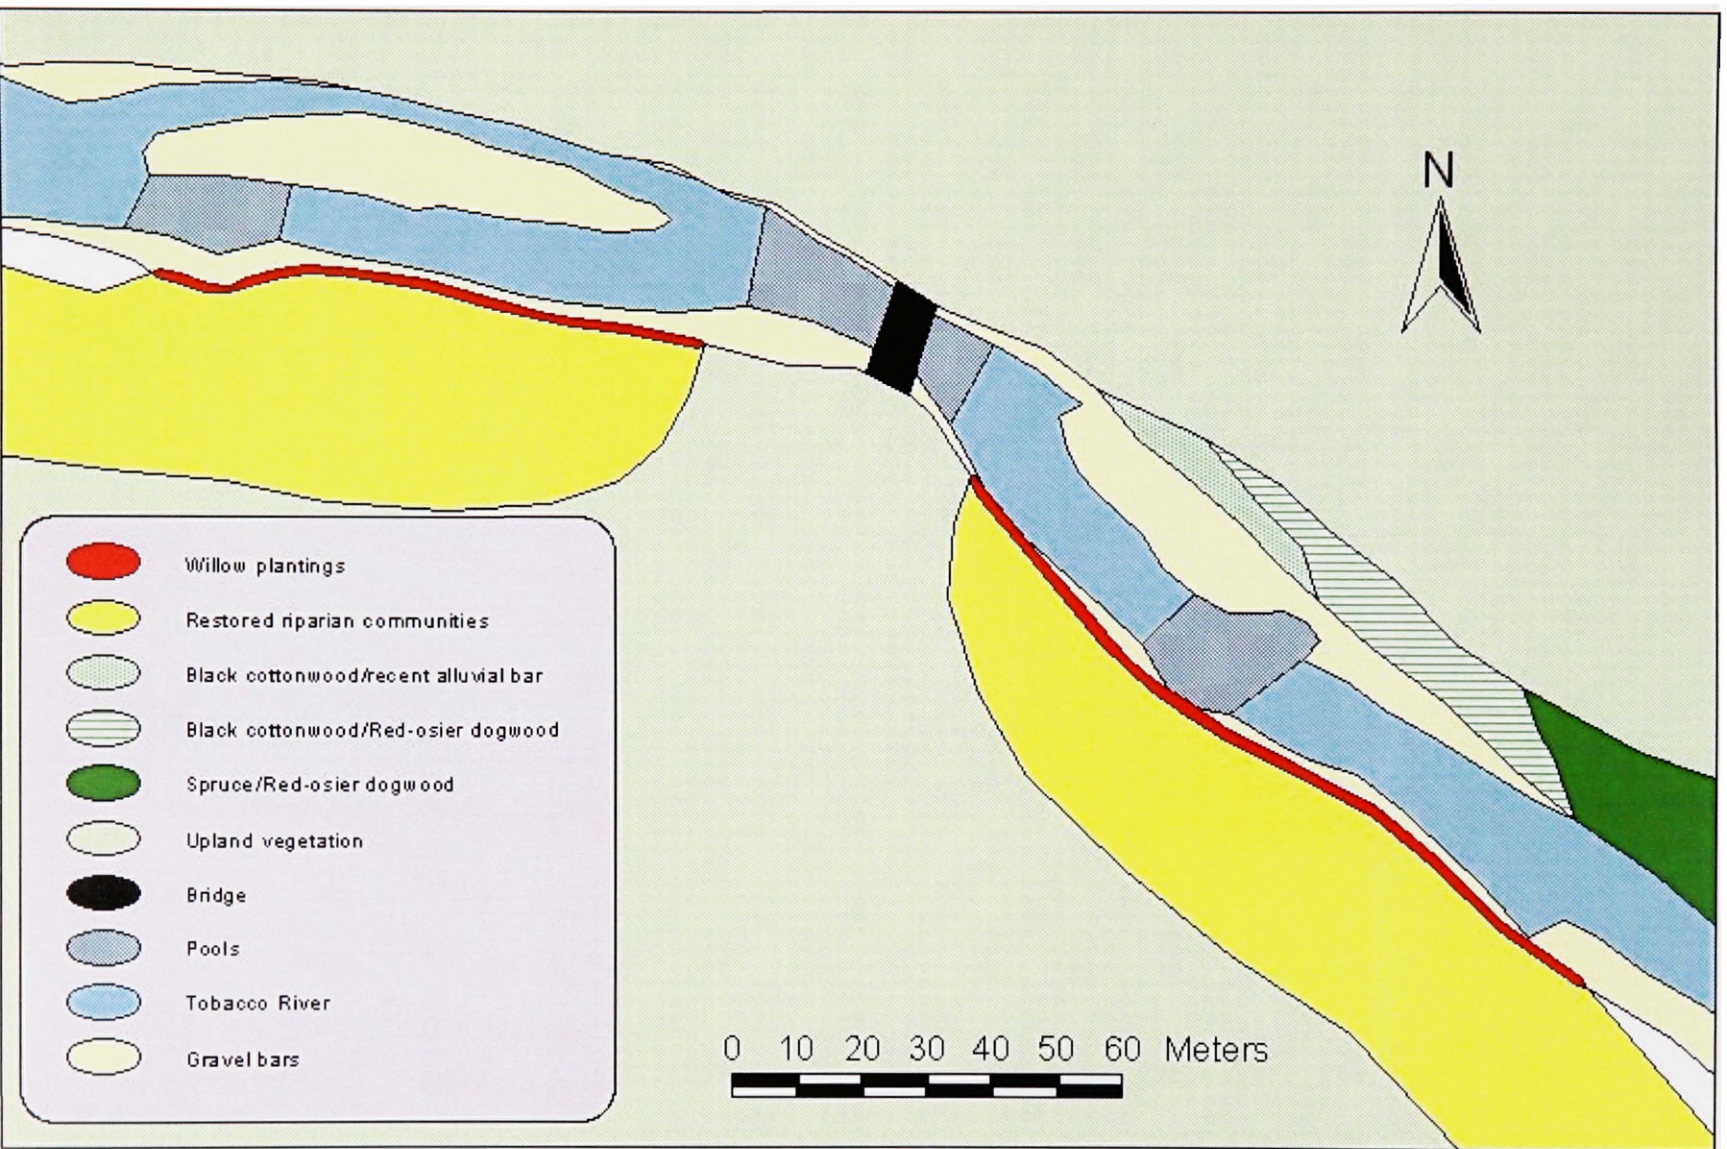 N
Willow plantings
Restored riparian communities
Black cottonwood/recent alluvial bar
Black cottonwood/Red-osier dogwood
Spruce/Red-osier dogwood
Upland vegetation
Bridge
Pools
Tobacco River
Gravel bars
0 10 20 30 40 50 60 Meters